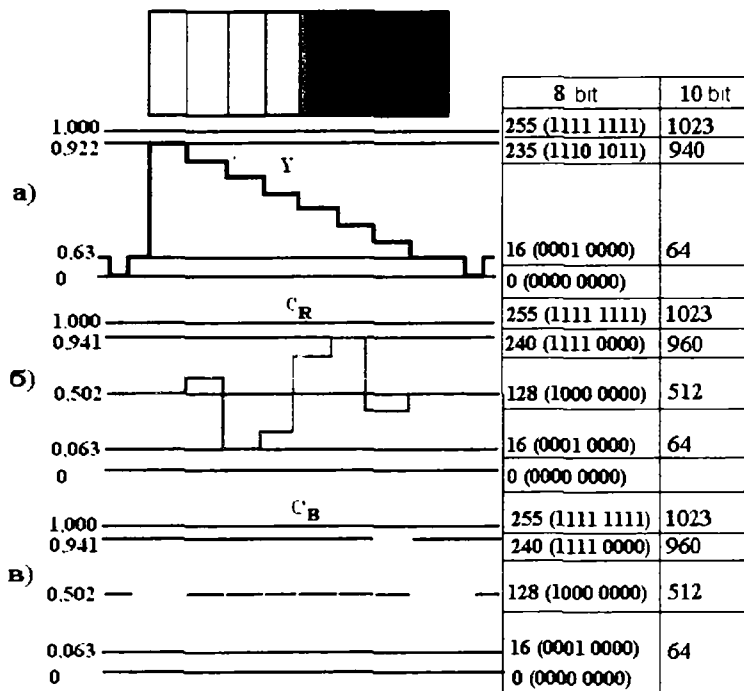 8 bit 10 bit
1.000 255 (1111 1111) 1023
0.922 235 (1110 1011) 940
Y
а)
0.63 16 (0001 0000) 64
0 0 (0000 0000)
C R
1.000 255 (1111 1111) 1023
0.941 240 (1111 0000) 960
б)
0.502 128 (1000 0000) 512
0.063 16 (0001 0000) 64
0 0 (0000 0000)
C B
1.000 255 (1111 1111) 1023
0.941 240 (1111 0000) 960
в)
0.502 128 (1000 0000) 512
0.063 16 (0001 0000) 64
0 0 (0000 0000)